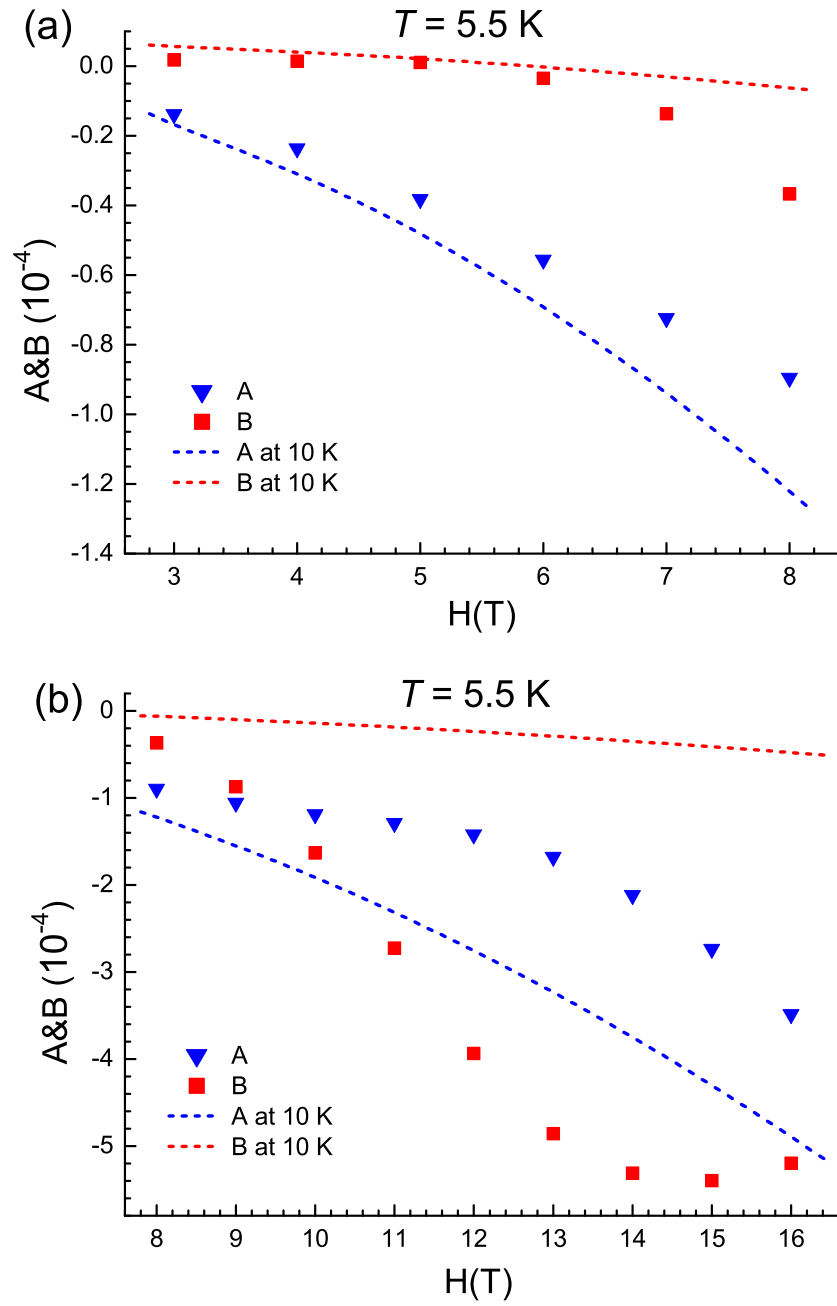 (a)
T = 5.5 K
0.0
-0.2
-0.4
-0.6
-0.8
-1.0
-1.2
-1.4
A&B (10⁻⁴)
A
B
A at 10 K
B at 10 K
3 4 5 6 7 8
H(T)
(b)
T = 5.5 K
0
-1
-2
-3
-4
-5
A&B (10⁻⁴)
A
B
A at 10 K
B at 10 K
8 9 10 11 12 13 14 15 16
H(T)